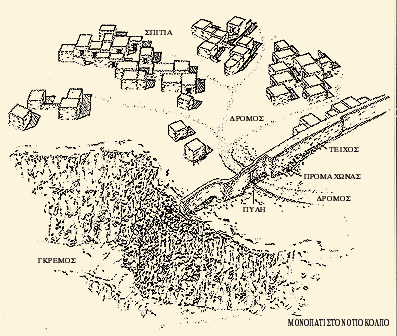 ΣΠΙΤΙΑ
ΔΡΟΜΟΣ
ΤΕΙΧΟΣ
ΠΡΟΜΑΧΩΝΑΣ
ΔΡΟΜΟΣ
ΠΥΛΗ
ΓΚΡΕΜΟΣ
ΜΟΝΟΠΑΤΙ ΣΤΟ ΝΟΤΙΟ ΚΟΛΠΟ